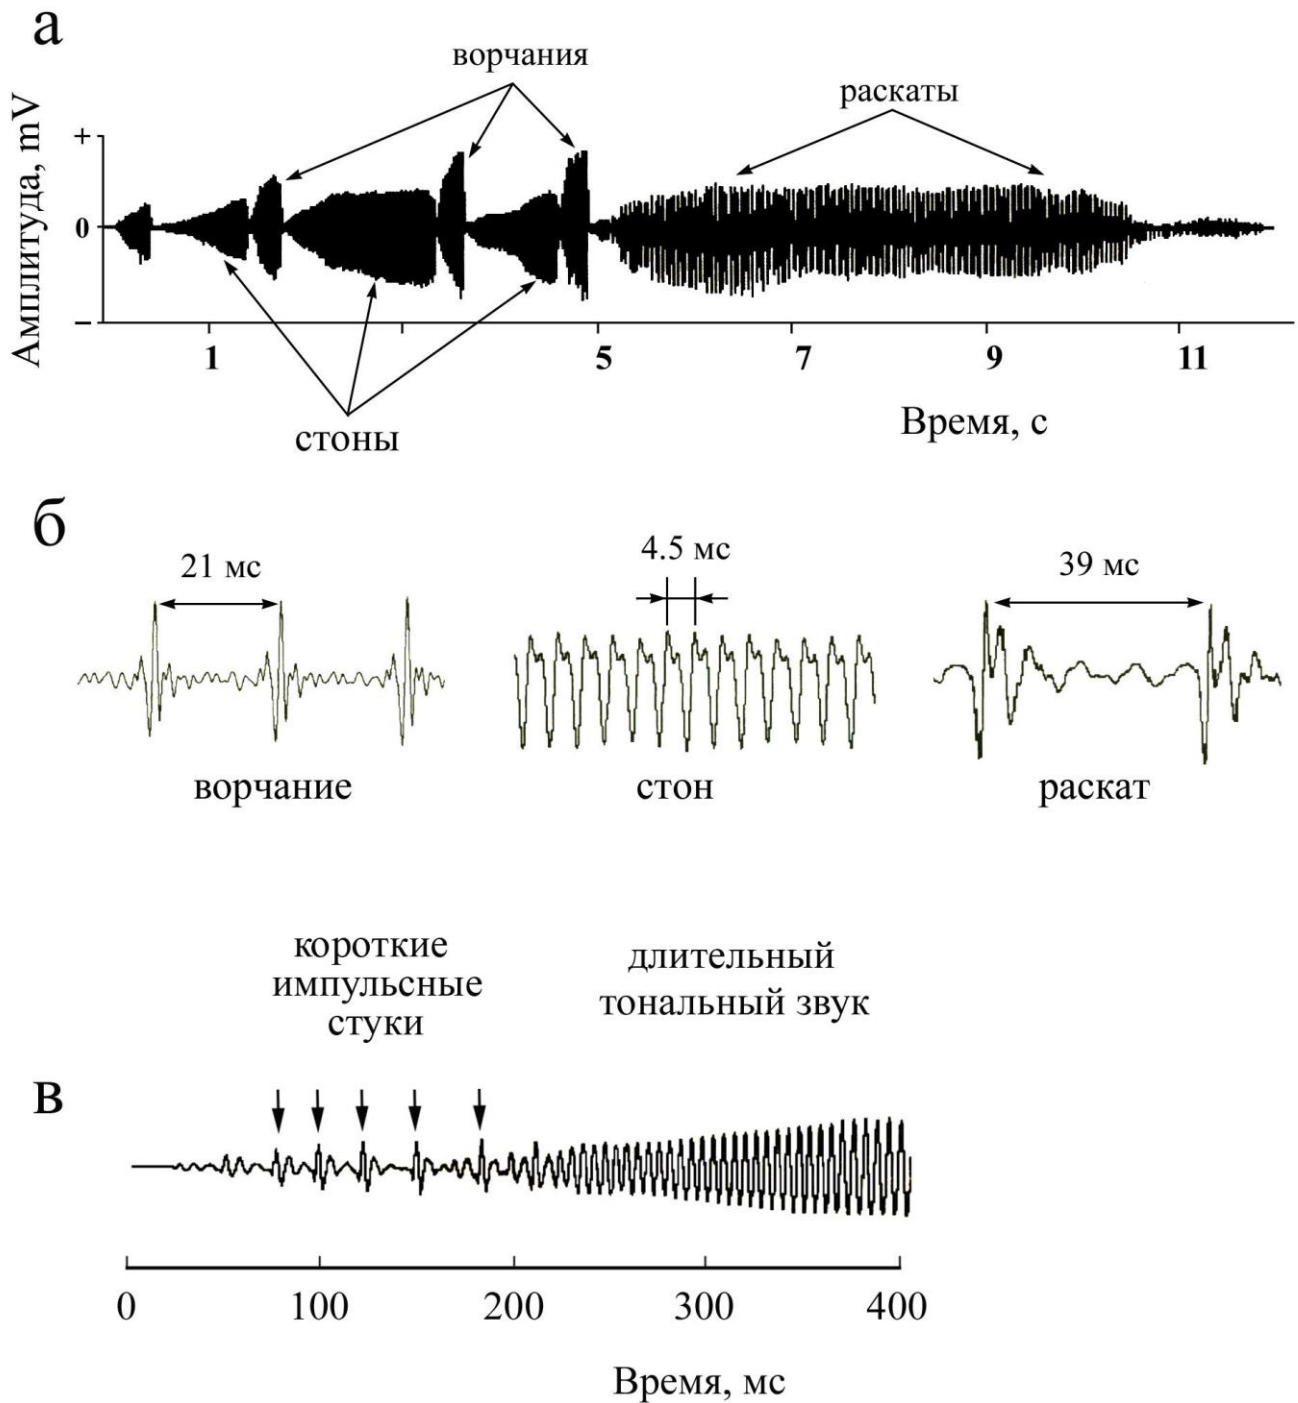 а
ворчания
раскаты
Амплитуда, mV
+
0
–
1 5 7 9 11
Время, с
стоны
б
21 мс
4.5 мс
39 мс
ворчание
стон
раскат
короткие
импульсные
стуки
длительный
тональный звук
в
0 100 200 300 400
Время, мс